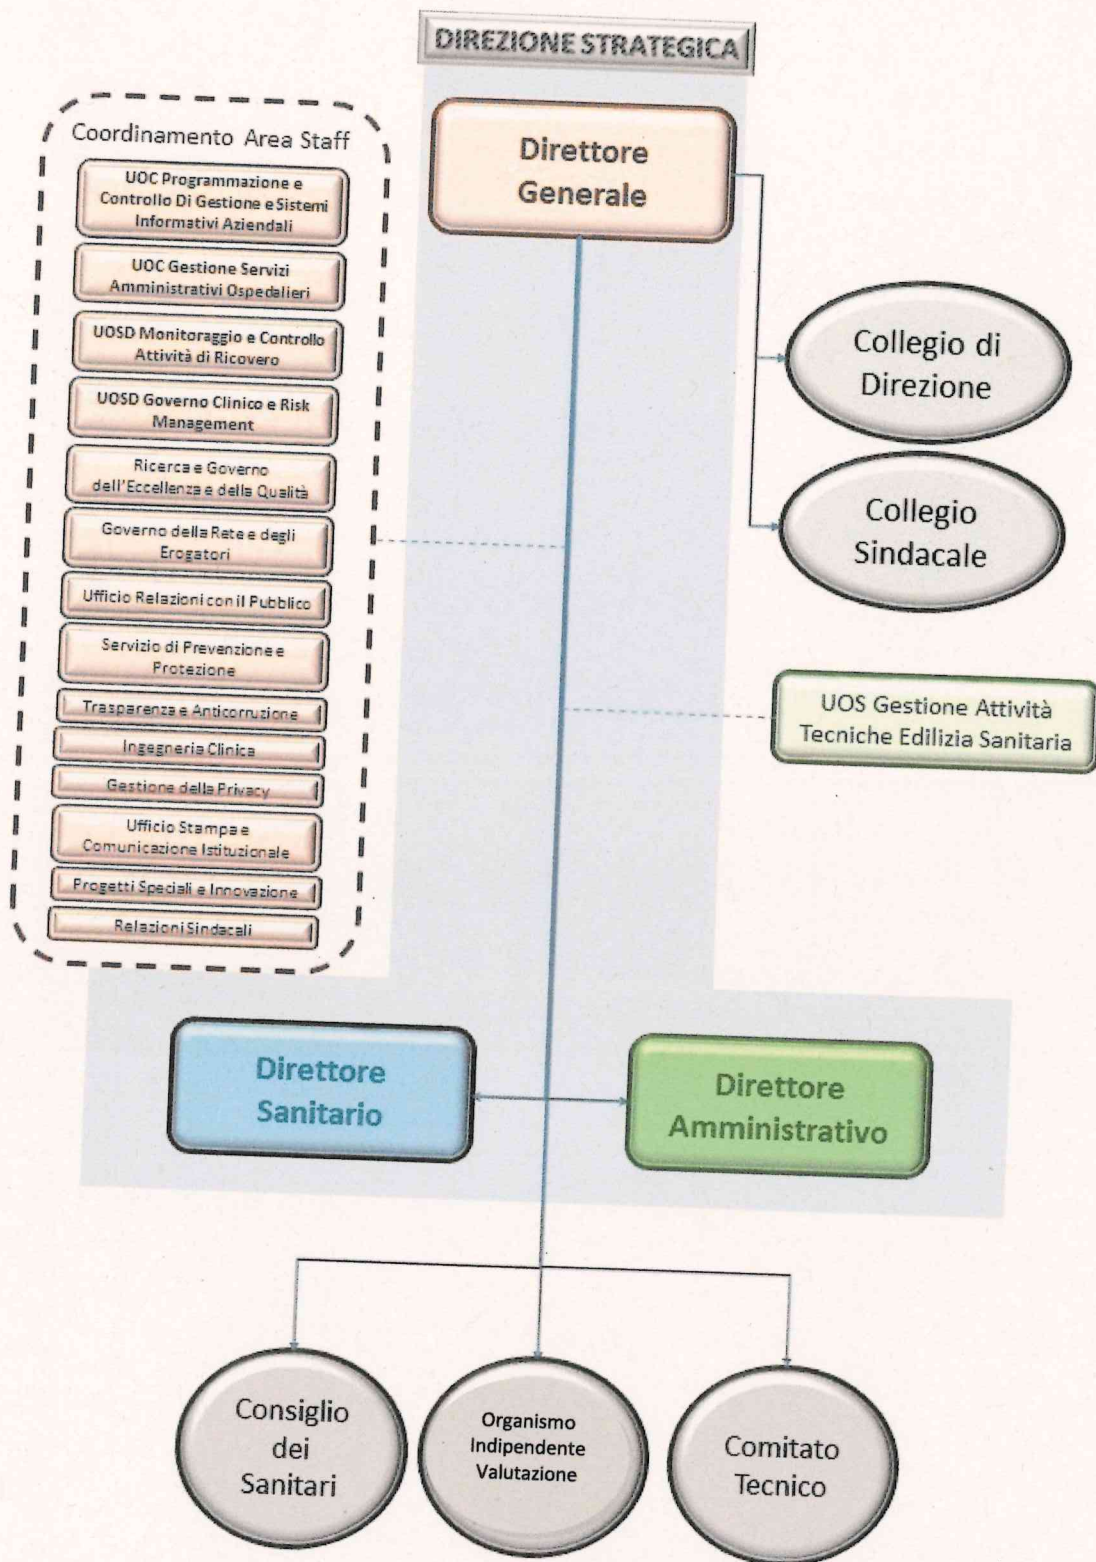 DIREZIONE STRATEGICA
Direttore
Generale
Coordinamento Area Staff
UOC Programmazione e
Controllo Di Gestione e Sistemi
Informativi Aziendali
UOC Gestione Servizi
Amministrativi Ospedalieri
UOSD Monitoraggio e Controllo
Attività di Ricovero
UOSD Governo Clinico e Risk
Management
Ricerca e Governo
dell'Eccellenza e della Qualità
Governo della Rete e degli
Erogatori
Ufficio Relazioni con il Pubblico
Servizio di Prevenzione e
Protezione
Trasparenza e Anticorruzione
Ingegneria Clinica
Gestione della Privacy
Ufficio Stampa e
Comunicazione Istituzionale
Progetti Speciali e Innovazione
Relazioni Sindacali
Collegio di
Direzione
Collegio
Sindacale
UOS Gestione Attività
Tecniche Edilizia Sanitaria
Direttore
Sanitario
Direttore
Amministrativo
Consiglio
dei
Sanitari
Organismo
Indipendente
Valutazione
Comitato
Tecnico